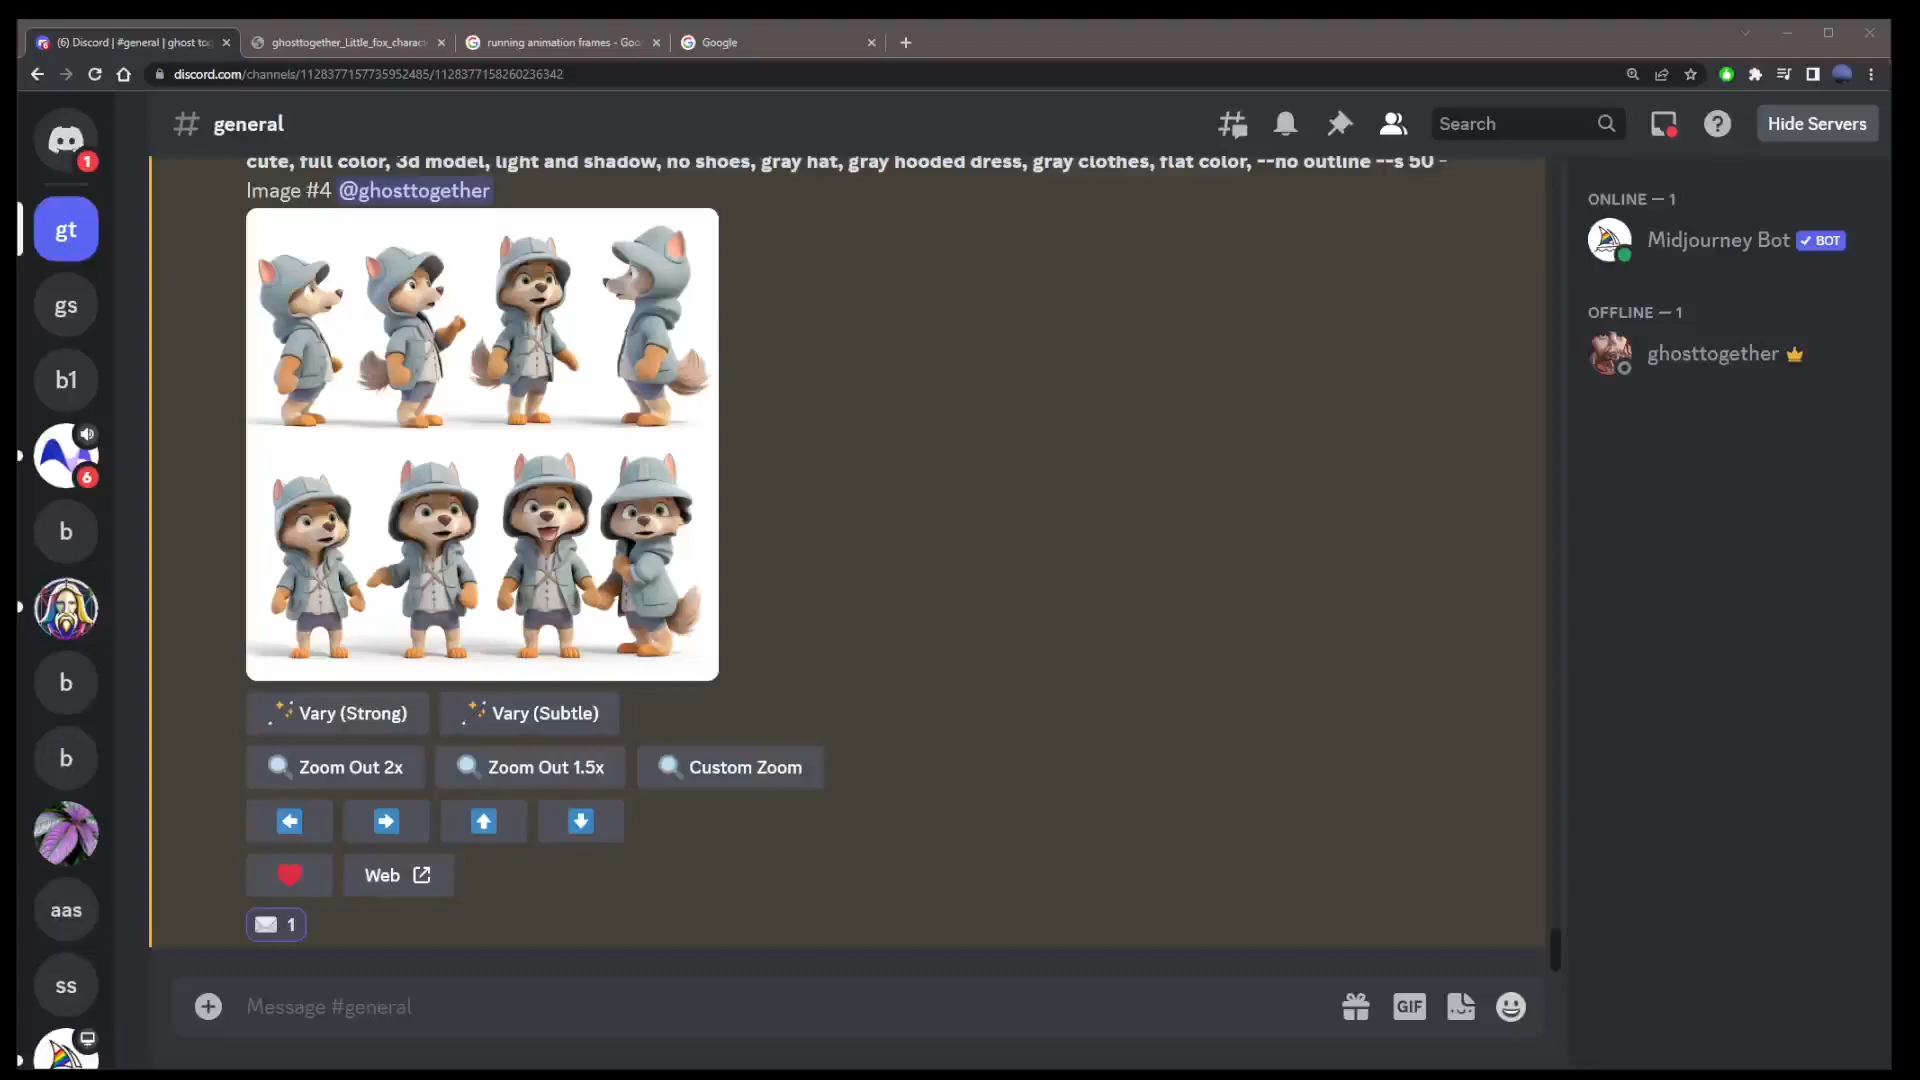 (6) Discord | #general | ghost tog
ghosttogether_Little_fox_charact
running animation frames - Goo
Google
discord.com/channels/1128377157735952485/1128377158260236342
general
Search
Hide Servers
1
gt
gs
b1
6
b
b
b
aas
ss
cute, full color, 3d model, light and shadow, no shoes, gray hat, gray hooded dress, gray clothes, flat color, --no outline --s 50 -
Image #4 @ghosttogether
Vary (Strong)
Vary (Subtle)
Zoom Out 2x
Zoom Out 1.5x
Custom Zoom
Web
1
Message #general
GIF
ONLINE — 1
Midjourney Bot
BOT
OFFLINE — 1
ghosttogether